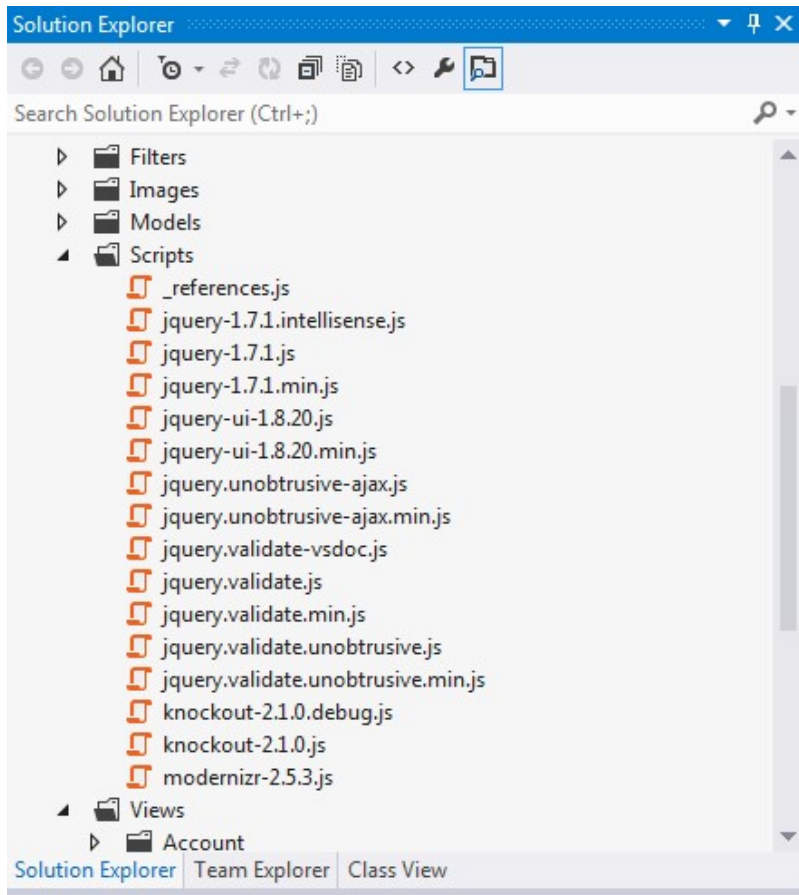 Solution Explorer
Search Solution Explorer (Ctrl+;)
Filters
Images
Models
Scripts
_references.js
jquery-1.7.1.intellisense.js
jquery-1.7.1.js
jquery-1.7.1.min.js
jquery-ui-1.8.20.js
jquery-ui-1.8.20.min.js
jquery.unobtrusive-ajax.js
jquery.unobtrusive-ajax.min.js
jquery.validate-vsdoc.js
jquery.validate.js
jquery.validate.min.js
jquery.validate.unobtrusive.js
jquery.validate.unobtrusive.min.js
knockout-2.1.0.debug.js
knockout-2.1.0.js
modernizr-2.5.3.js
Views
Account
Solution Explorer Team Explorer Class View